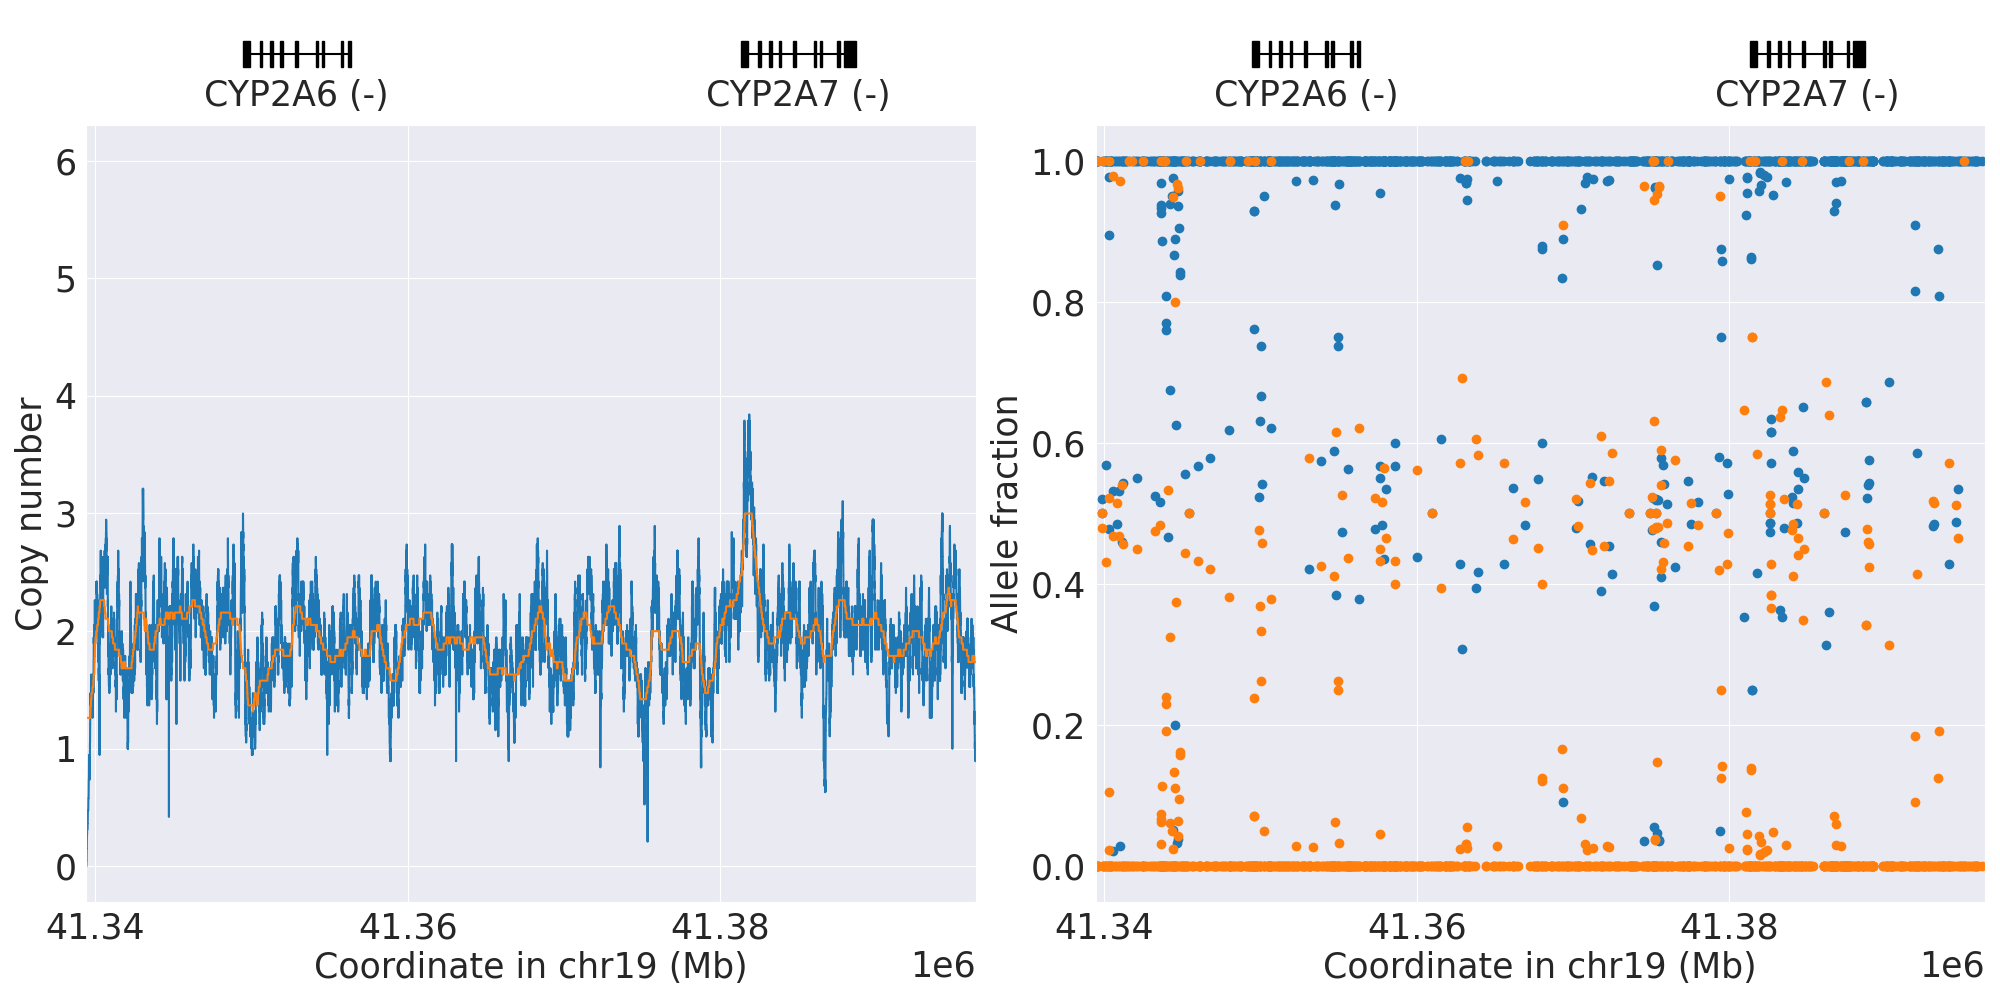 CYP2A6 (-) CYP2A7 (-)
6
5
4
3
2
1
0
Copy number
41.34 41.36 41.38
Coordinate in chr19 (Mb) 1e6
CYP2A6 (-) CYP2A7 (-)
1.0
0.8
0.6
0.4
0.2
0.0
Allele fraction
41.34 41.36 41.38
Coordinate in chr19 (Mb) 1e6